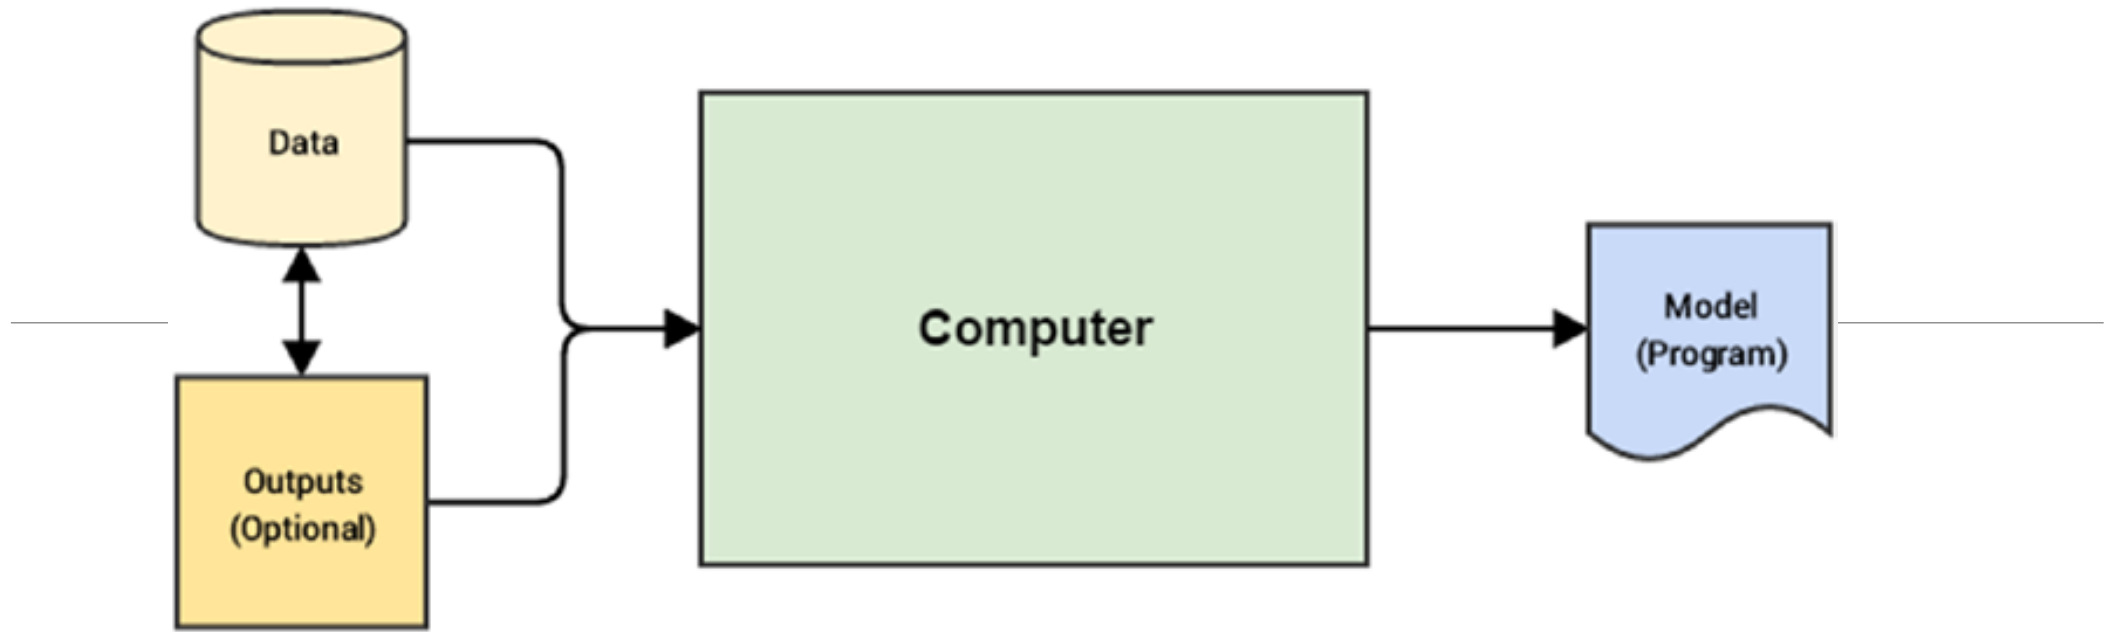 Data
Outputs
(Optional)
Computer
Model
(Program)